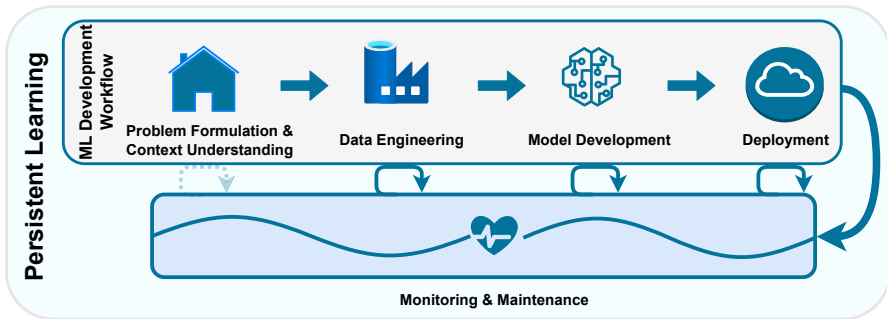 Persistent Learning
ML Development
Workflow
Problem Formulation &
Context Understanding
Data Engineering
Model Development
Deployment
Monitoring & Maintenance